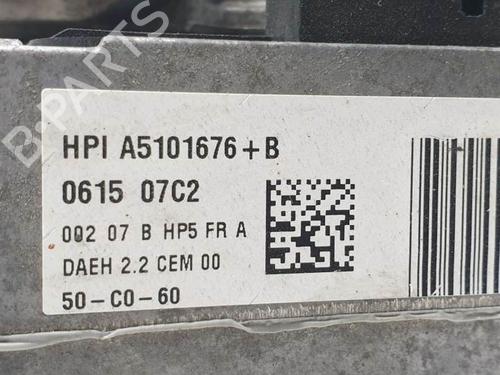 B-PARTS
HPI A5101676+B
0615 07C2
002 07 B HP5 FR A
DAEH 2.2 CEM 00
50-C0-60